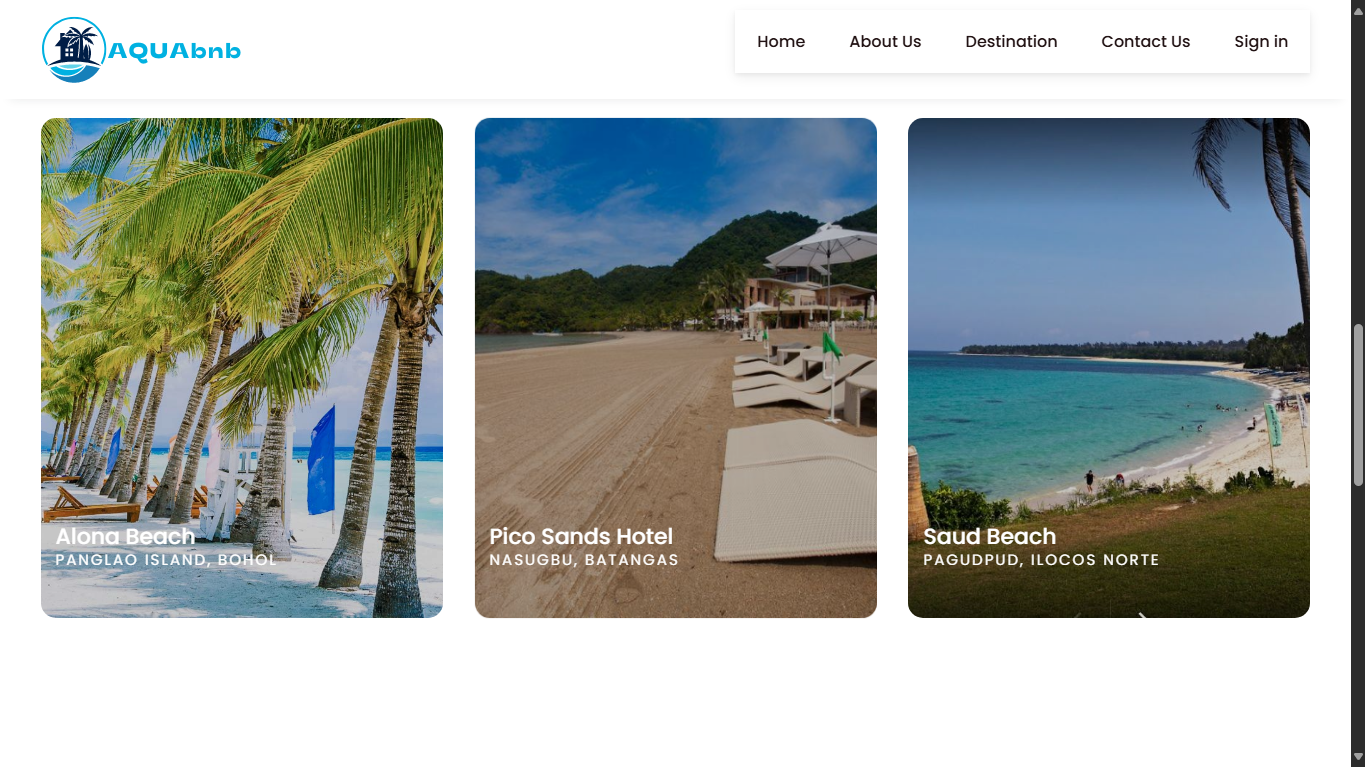 AQUAbnb
Home About Us Destination Contact Us Sign in
Alona Beach
PANGLAO ISLAND, BOHOL
Pico Sands Hotel
NASUGBU, BATANGAS
Saud Beach
PAGUDPUD, ILOCOS NORTE